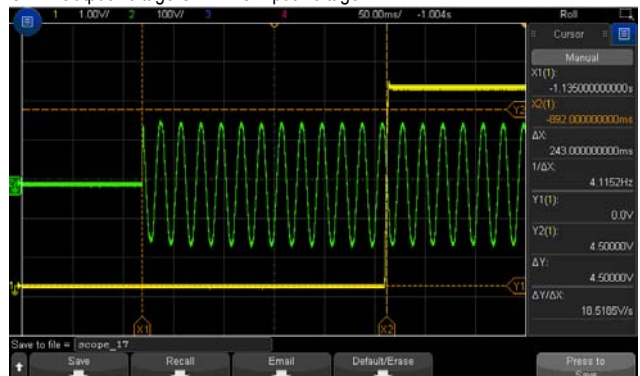 1 1.00V/ 2 100V/ 3 4 50.00ms/ -1.004s Roll
Cursor
Manual
X1(1):
-1.135000000000s
X2(1):
-892.000000000ms
ΔX:
243.000000000ms
1/ΔX:
4.1152Hz
Y1(1):
0.0V
Y2(1):
4.50000V
ΔY:
4.50000V
ΔY/ΔX:
18.5185V/s
Y2
Y1
X1 X2
Save to file = scope_17
Save Recall Email Default/Erase Press to
Save